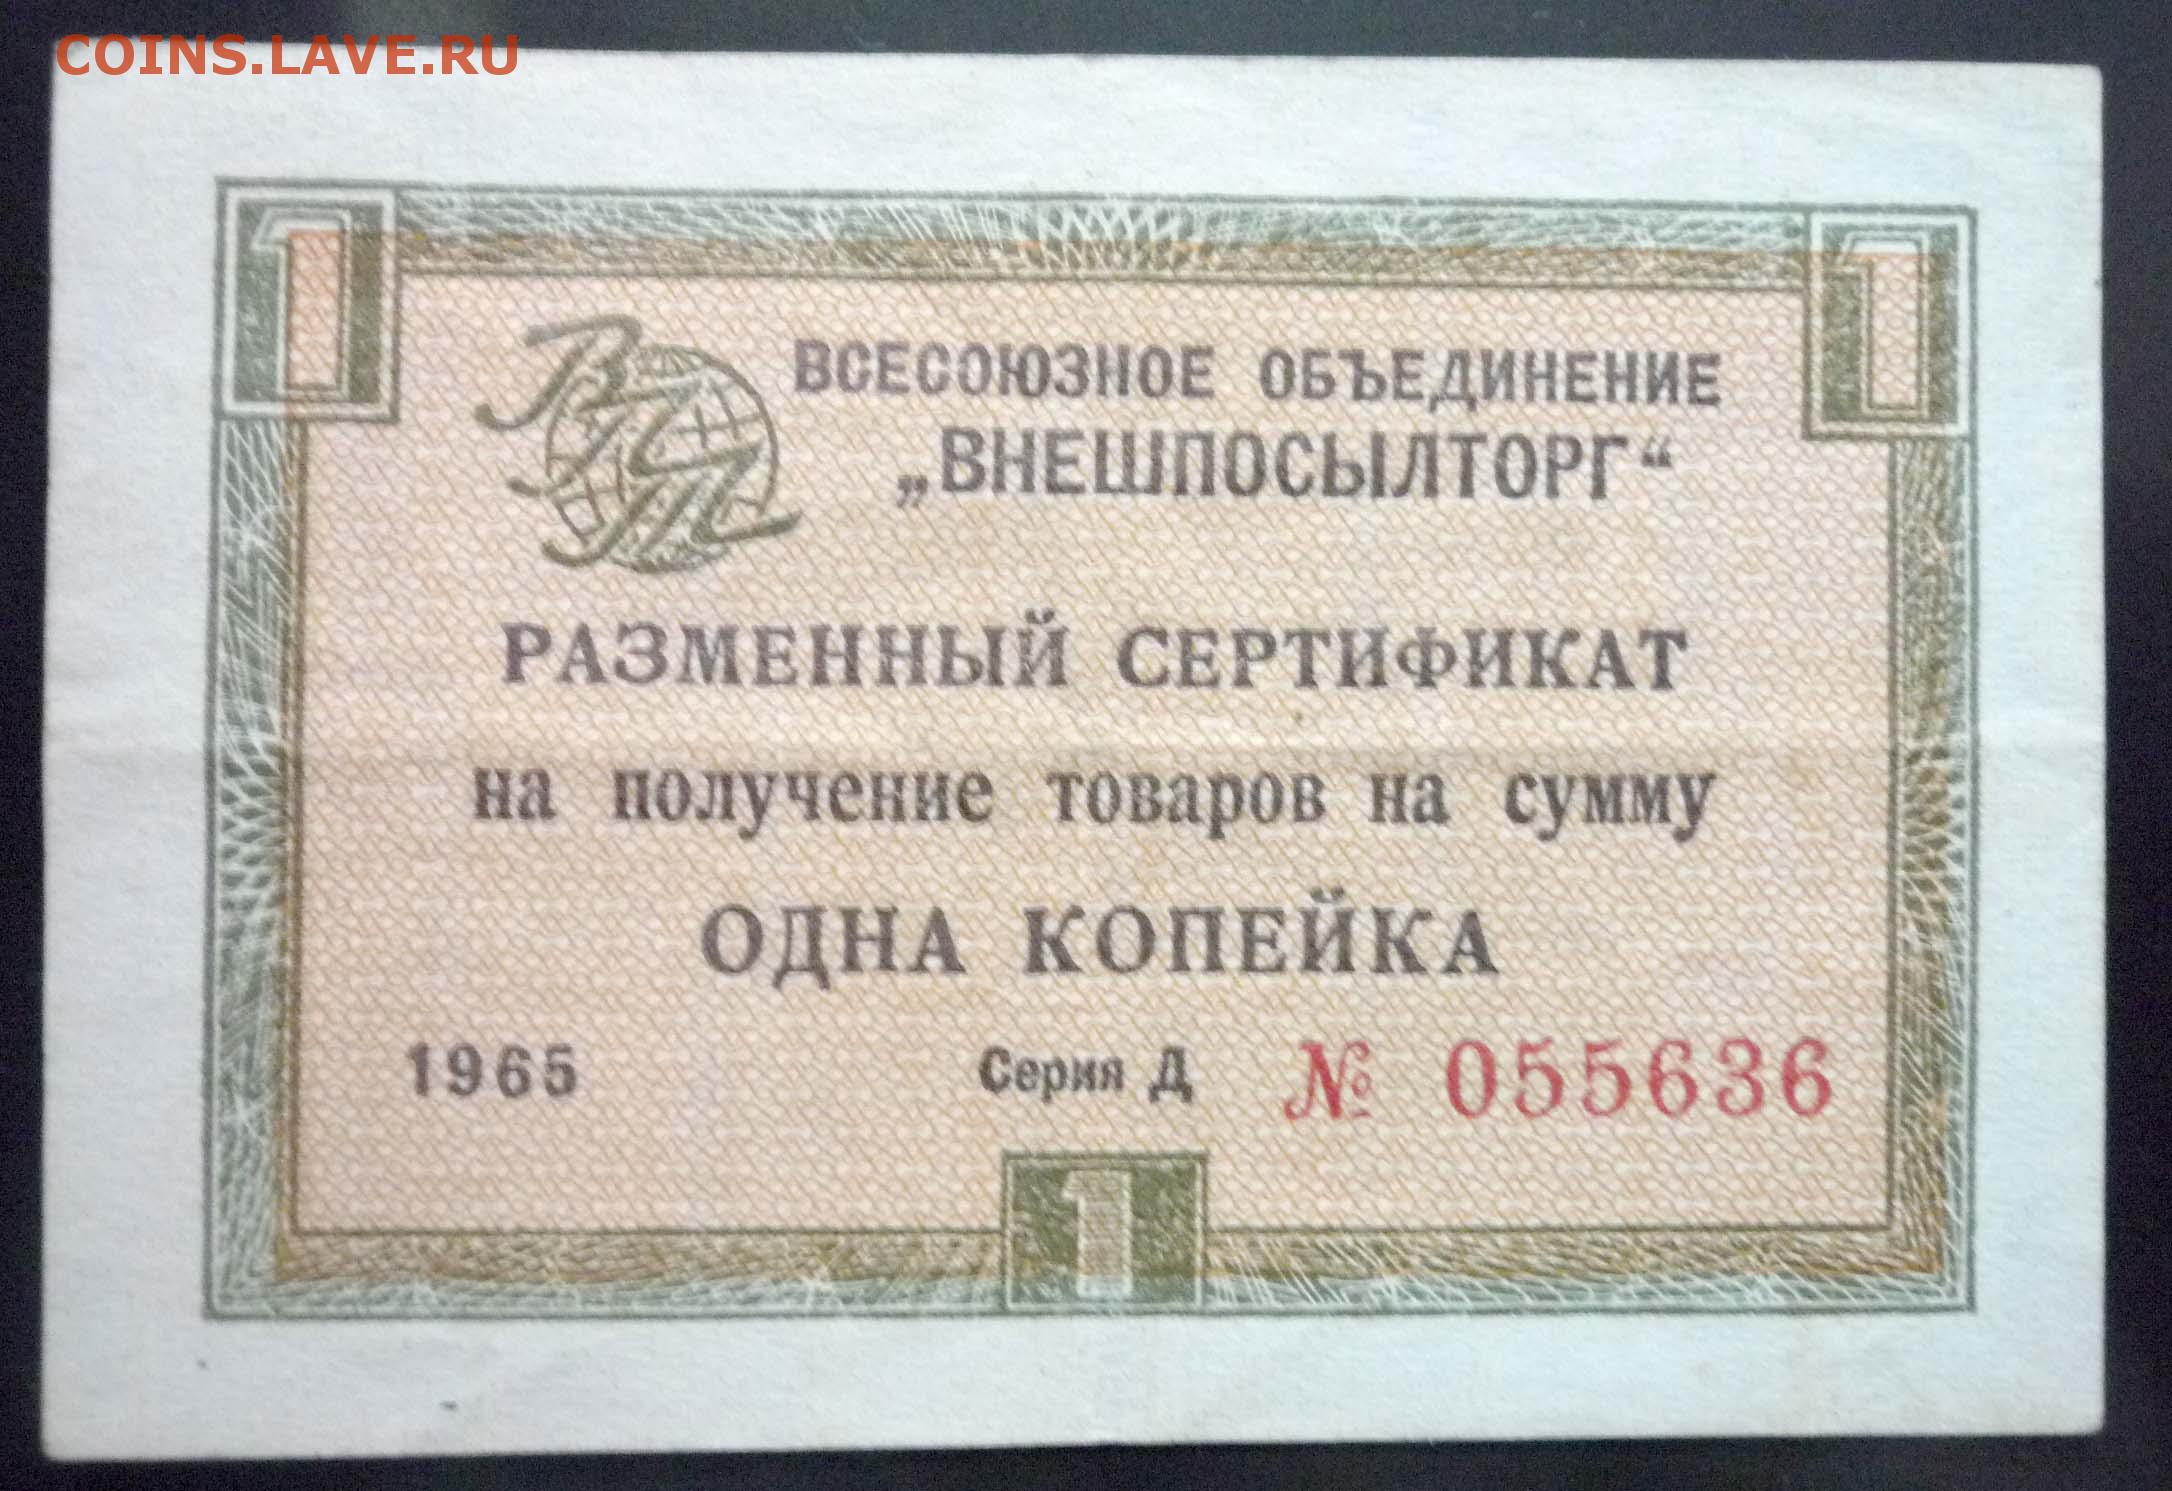 COINS.LAVE.RU
1 1
ВПТ
ВСЕСОЮЗНОЕ ОБЪЕДИНЕНИЕ
„ВНЕШПОСЫЛТОРГ“
РАЗМЕННЫЙ СЕРТИФИКАТ
на получение товаров на сумму
ОДНА КОПЕЙКА
1965 Серия Д № 055636
1